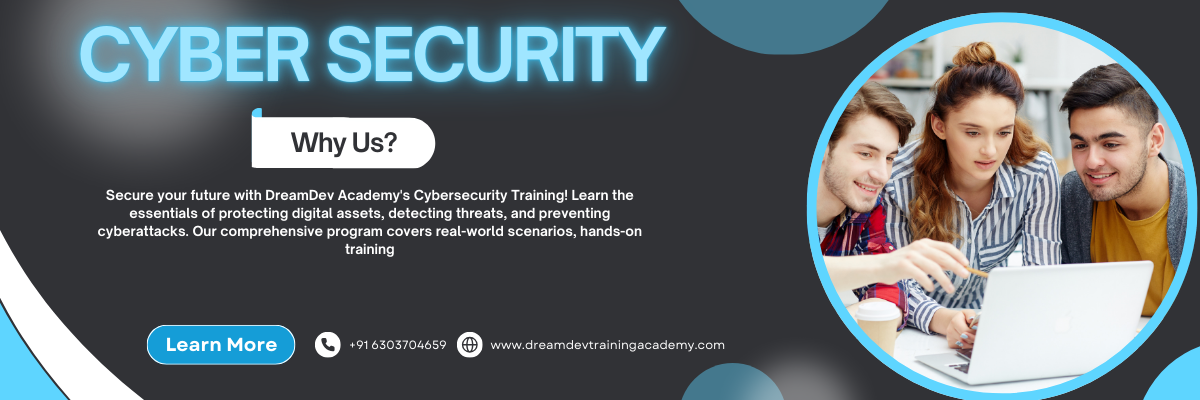 CYBER SECURITY
Why Us?
Secure your future with DreamDev Academy's Cybersecurity Training! Learn the
essentials of protecting digital assets, detecting threats, and preventing
cyberattacks. Our comprehensive program covers real-world scenarios, hands-on
training
Learn More
+91 6303704659
www.dreamdevtrainingacademy.com